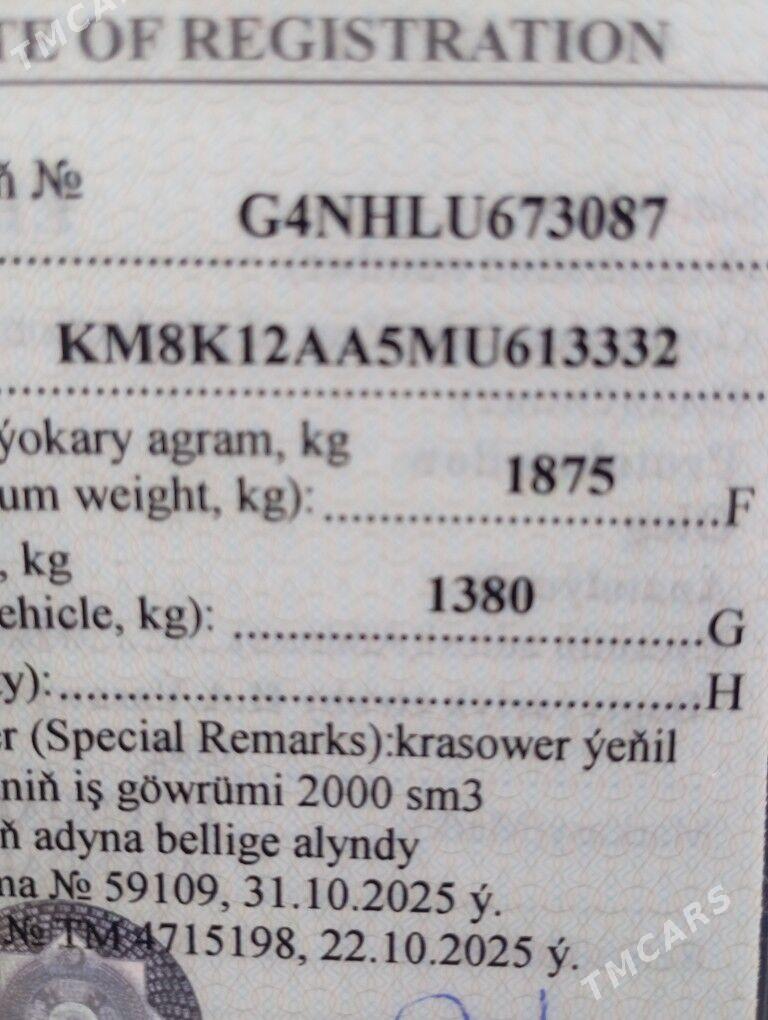 TMCARS
TE OF REGISTRATION
ň №
G4NHLU673087
KM8K12AA5MU613332
ýokary agram, kg
um weight, kg): 1875 F
, kg
ehicle, kg): 1380 G
y): H
r (Special Remarks):krasower ýeňil
niň iş göwrümi 2000 sm3
ň adyna bellige alyndy
na № 59109, 31.10.2025 ý.
№ TM 4715198, 22.10.2025 ý.
TMCARS